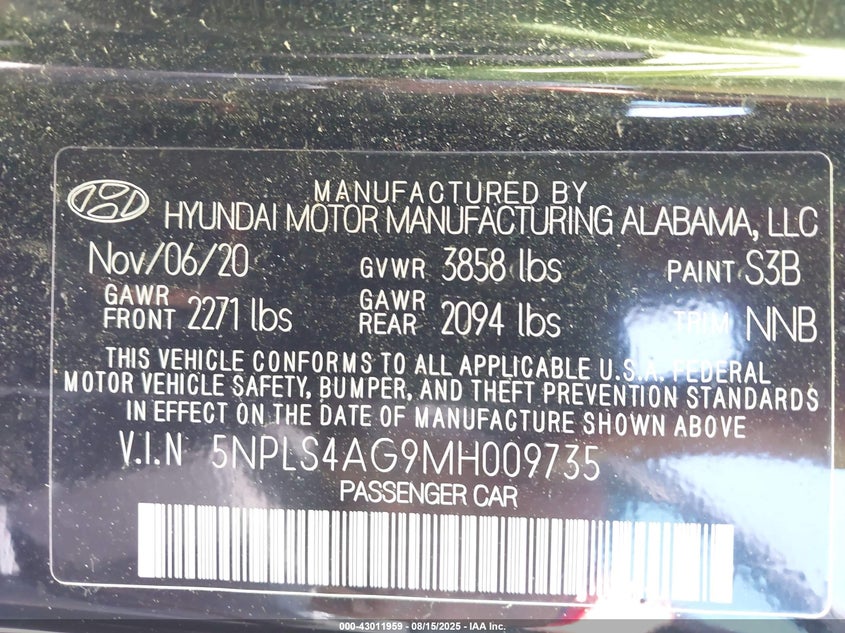 MANUFACTURED BY
HYUNDAI MOTOR MANUFACTURING ALABAMA, LLC
Nov/06/20 GVWR 3858 lbs PAINT S3B
GAWR FRONT 2271 lbs GAWR REAR 2094 lbs TRIM NNB
THIS VEHICLE CONFORMS TO ALL APPLICABLE U.S.A. FEDERAL
MOTOR VEHICLE SAFETY, BUMPER, AND THEFT PREVENTION STANDARDS
IN EFFECT ON THE DATE OF MANUFACTURE SHOWN ABOVE
V.I.N 5NPLS4AG9MH009735
PASSENGER CAR
000-43011959 - 08/15/2025 - IAA Inc.